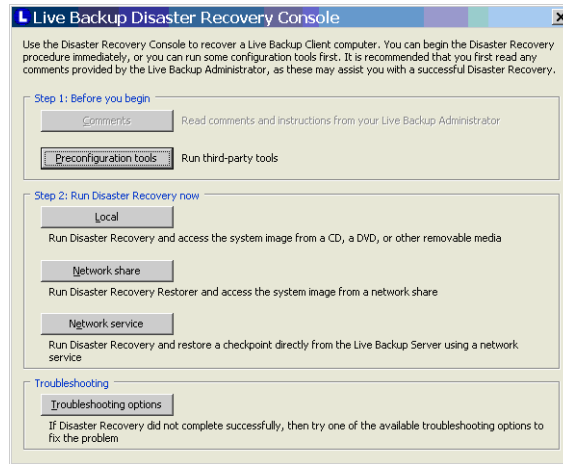 L Live Backup Disaster Recovery Console
Use the Disaster Recovery Console to recover a Live Backup Client computer. You can begin the Disaster Recovery
procedure immediately, or you can run some configuration tools first. It is recommended that you first read any
comments provided by the Live Backup Administrator, as these may assist you with a successful Disaster Recovery.
Step 1: Before you begin
Comments Read comments and instructions from your Live Backup Administrator
Preconfiguration tools Run third-party tools
Step 2: Run Disaster Recovery now
Local
Run Disaster Recovery and access the system image from a CD, a DVD, or other removable media
Network share
Run Disaster Recovery Restorer and access the system image from a network share
Network service
Run Disaster Recovery and restore a checkpoint directly from the Live Backup Server using a network
service
Troubleshooting
Troubleshooting options
If Disaster Recovery did not complete successfully, then try one of the available troubleshooting options to
fix the problem